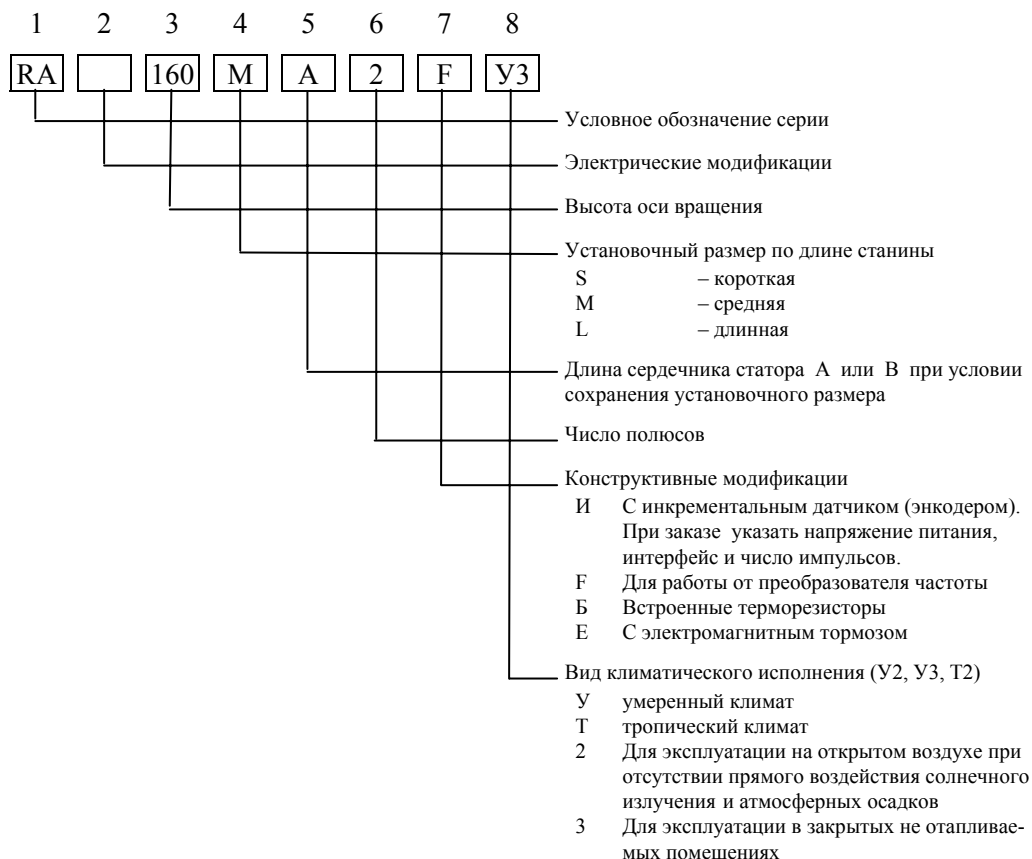 1 2 3 4 5 6 7 8
RA 160 M A 2 F У3
Условное обозначение серии
Электрические модификации
Высота оси вращения
Установочный размер по длине станины
S – короткая
M – средняя
L – длинная
Длина сердечника статора А или В при условии
сохранения установочного размера
Число полюсов
Конструктивные модификации
И С инкрементальным датчиком (энкодером).
При заказе указать напряжение питания,
интерфейс и число импульсов.
F Для работы от преобразователя частоты
Б Встроенные терморезисторы
Е С электромагнитным тормозом
Вид климатического исполнения (У2, У3, Т2)
У умеренный климат
Т тропический климат
2 Для эксплуатации на открытом воздухе при
отсутствии прямого воздействия солнечного
излучения и атмосферных осадков
3 Для эксплуатации в закрытых не отапливае-
мых помещениях